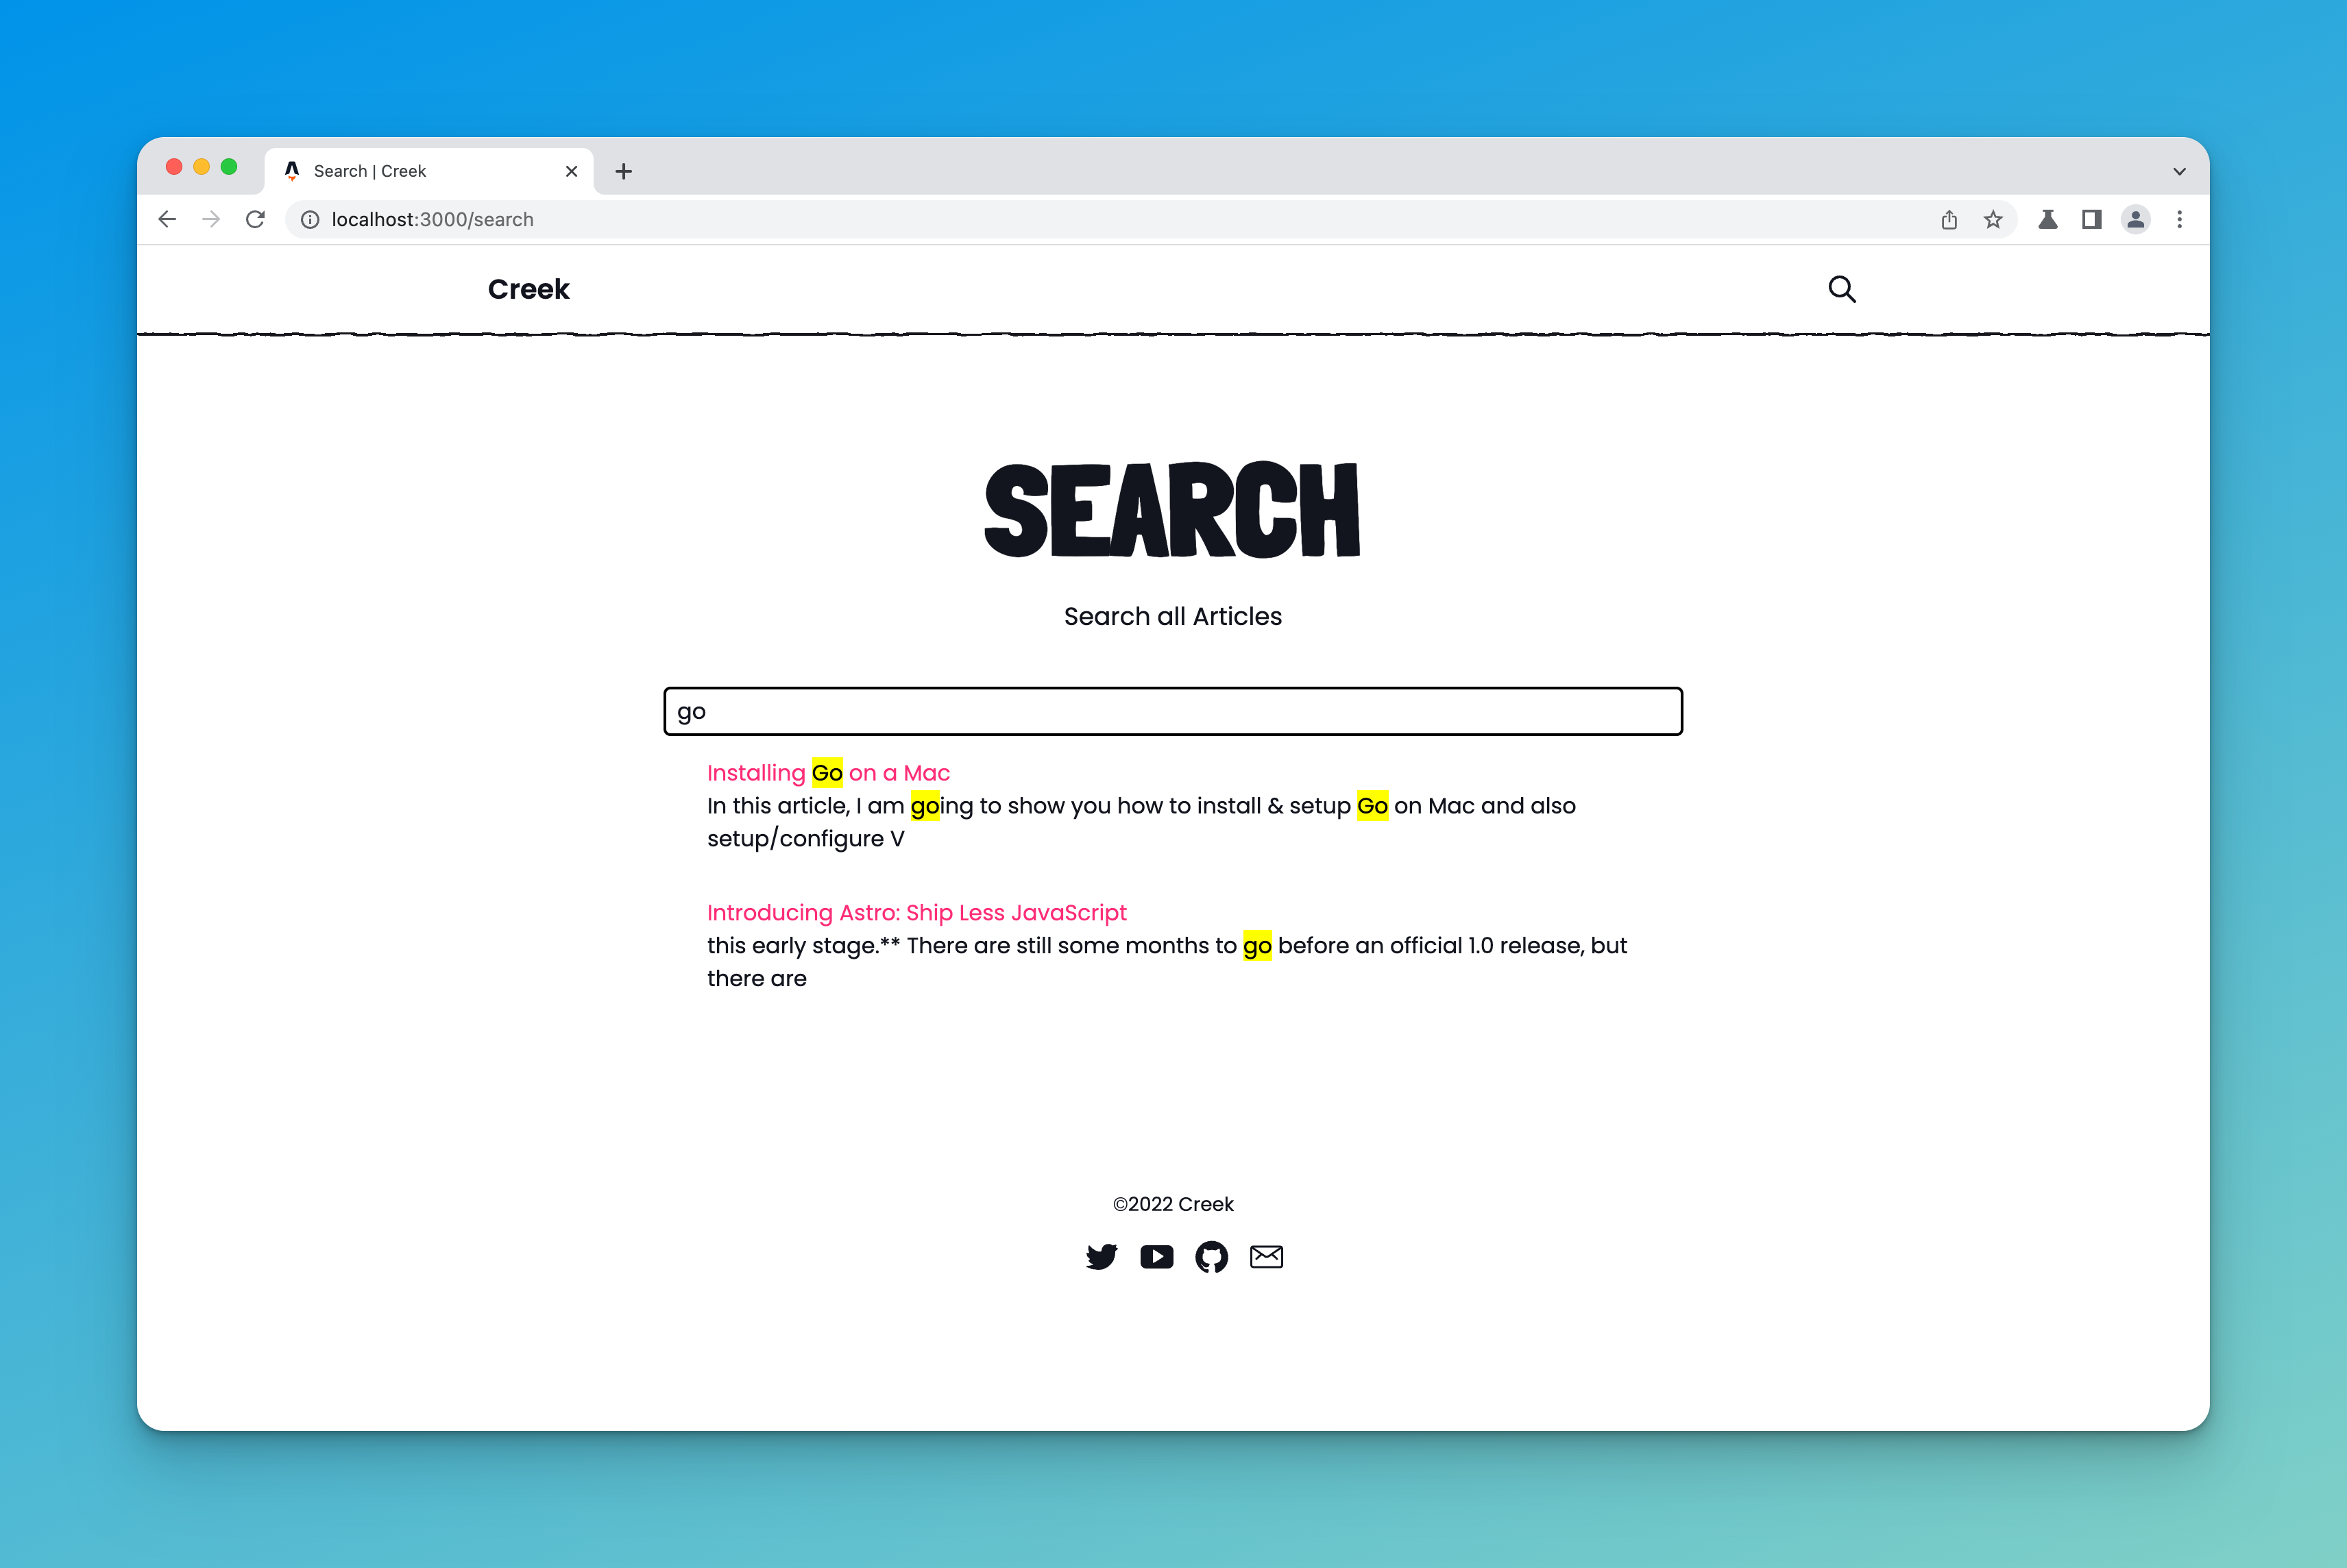 Search | Creek
localhost:3000/search
Creek
SEARCH
Search all Articles
go
Installing Go on a Mac
In this article, I am going to show you how to install & setup Go on Mac and also
setup/configure V
Introducing Astro: Ship Less JavaScript
this early stage.** There are still some months to go before an official 1.0 release, but
there are
©2022 Creek